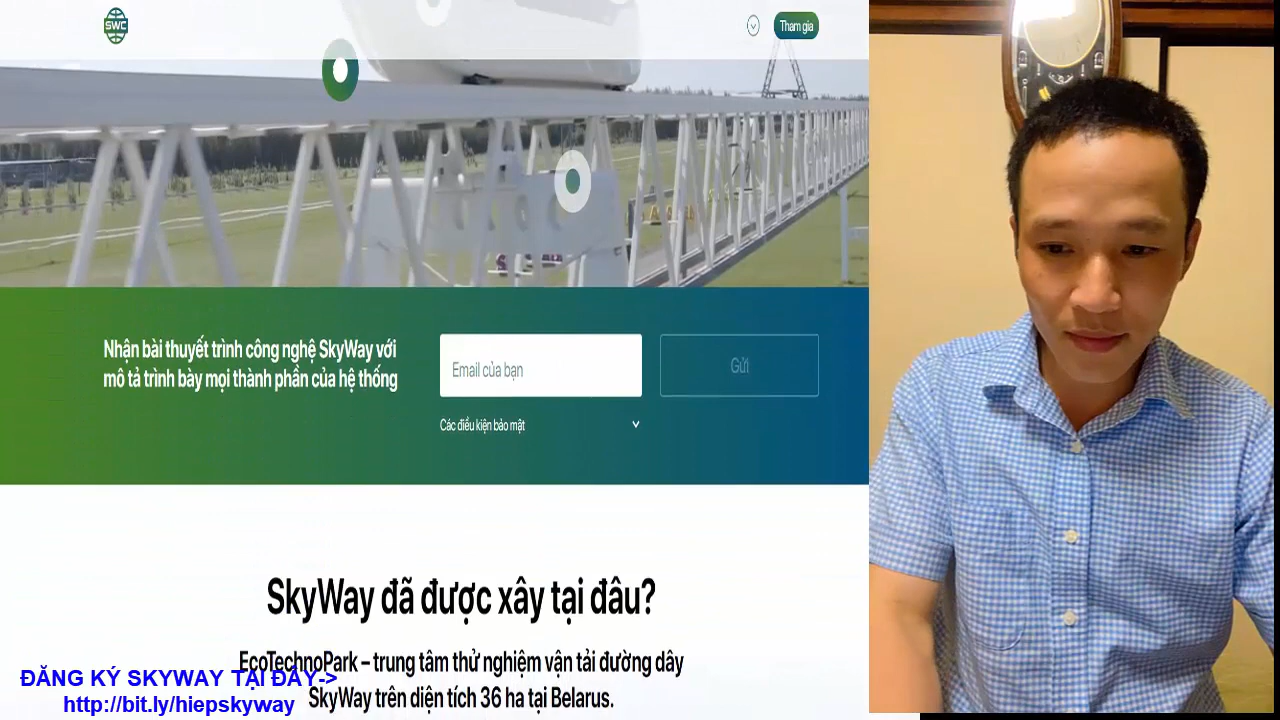 SWC
Tham gia
Nhận bài thuyết trình công nghệ SkyWay với
mô tả trình bày mọi thành phần của hệ thống
Email của bạn
Gửi
Các điều kiện bảo mật
SkyWay đã được xây tại đâu?
EcoTechnoPark – trung tâm thử nghiệm vận tải đường dây
SkyWay trên diện tích 36 ha tại Belarus.
ĐĂNG KÝ SKYWAY TẠI ĐÂY->
http://bit.ly/hiepskyway